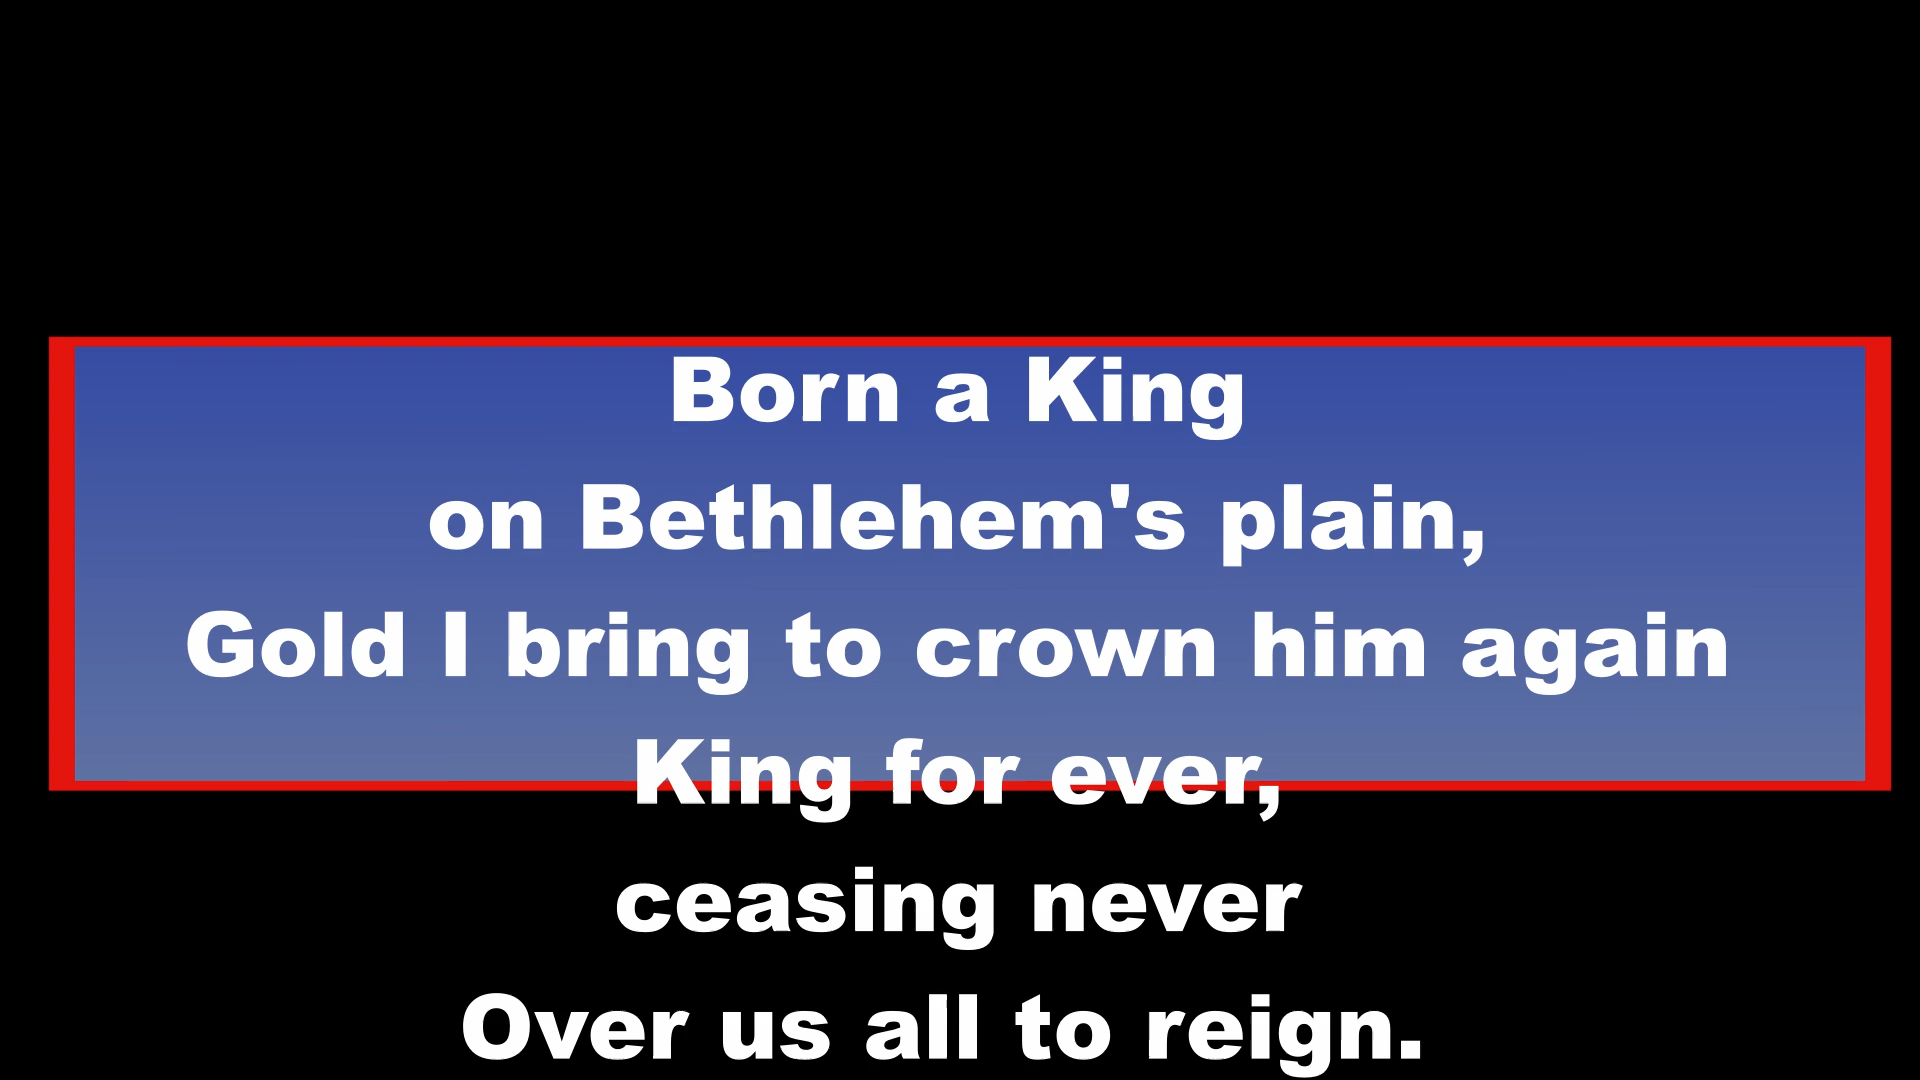 Born a King
on Bethlehem's plain,
Gold I bring to crown him again
King for ever,
ceasing never
Over us all to reign.